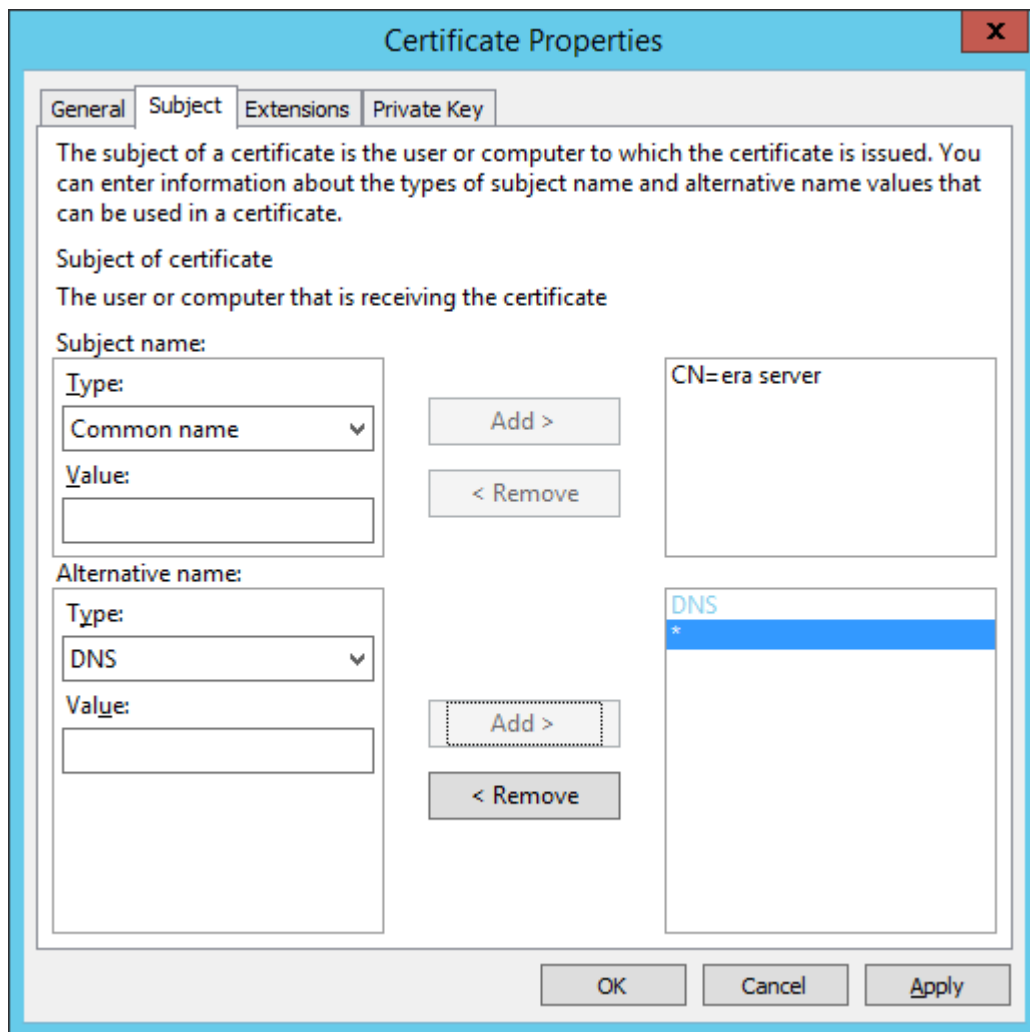 Certificate Properties
x
General Subject Extensions Private Key
The subject of a certificate is the user or computer to which the certificate is issued. You
can enter information about the types of subject name and alternative name values that
can be used in a certificate.
Subject of certificate
The user or computer that is receiving the certificate
Subject name:
Type:
Common name
Value:
Add >
< Remove
CN=era server
Alternative name:
Type:
DNS
Value:
Add >
< Remove
DNS
*
OK Cancel Apply